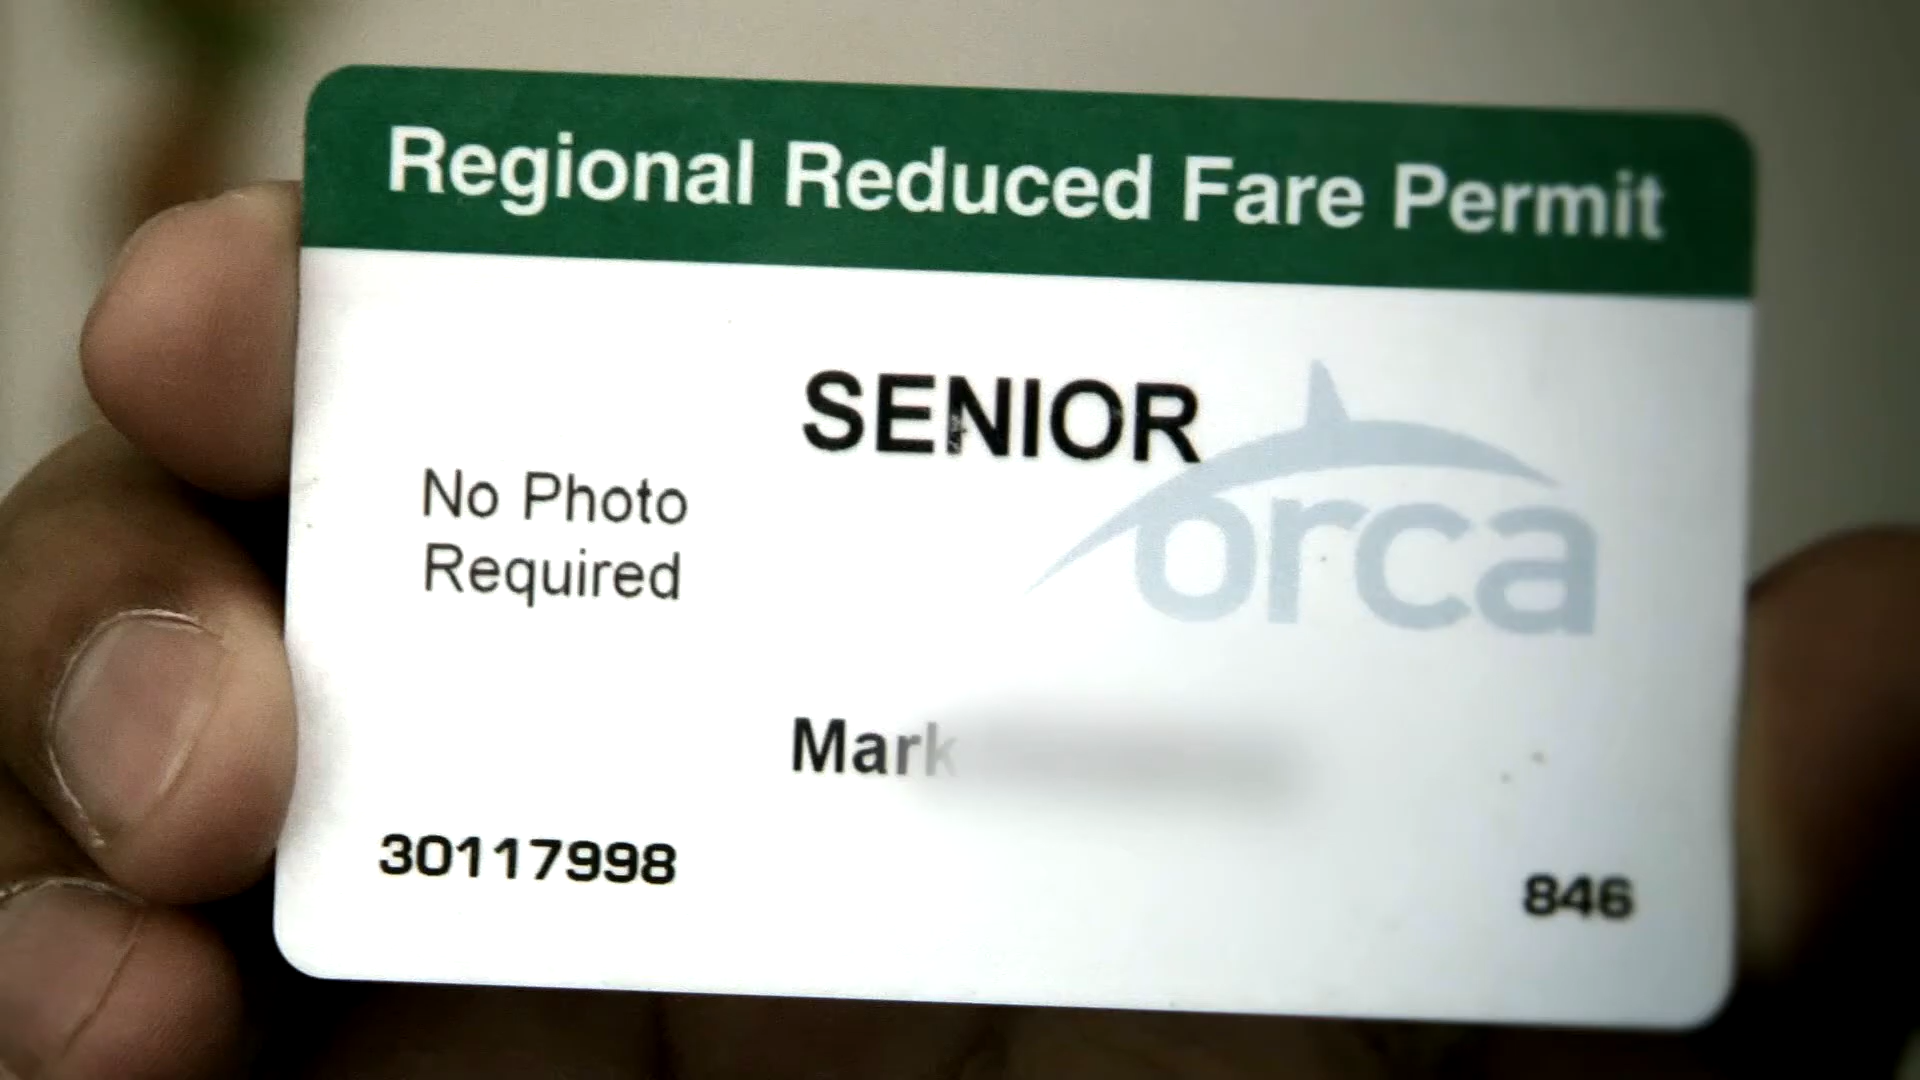 Regional Reduced Fare Permit
SENIOR
orca
No Photo
Required
Mark
30117998
846